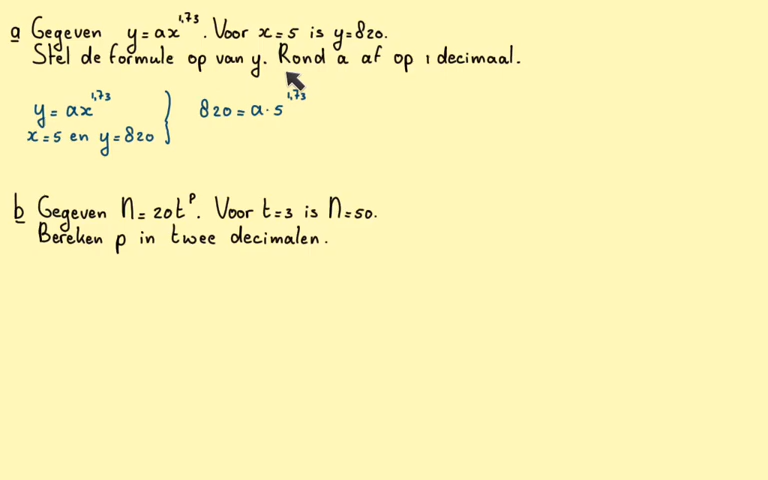 a Gegeven y = ax^1,73. Voor x = 5 is y = 820.
Stel de formule op van y. Rond a af op 1 decimaal.
y = ax^1,73 } 820 = a · 5^1,73
x = 5 en y = 820
b Gegeven N = 20t^p. Voor t = 3 is N = 50.
Bereken p in twee decimalen.